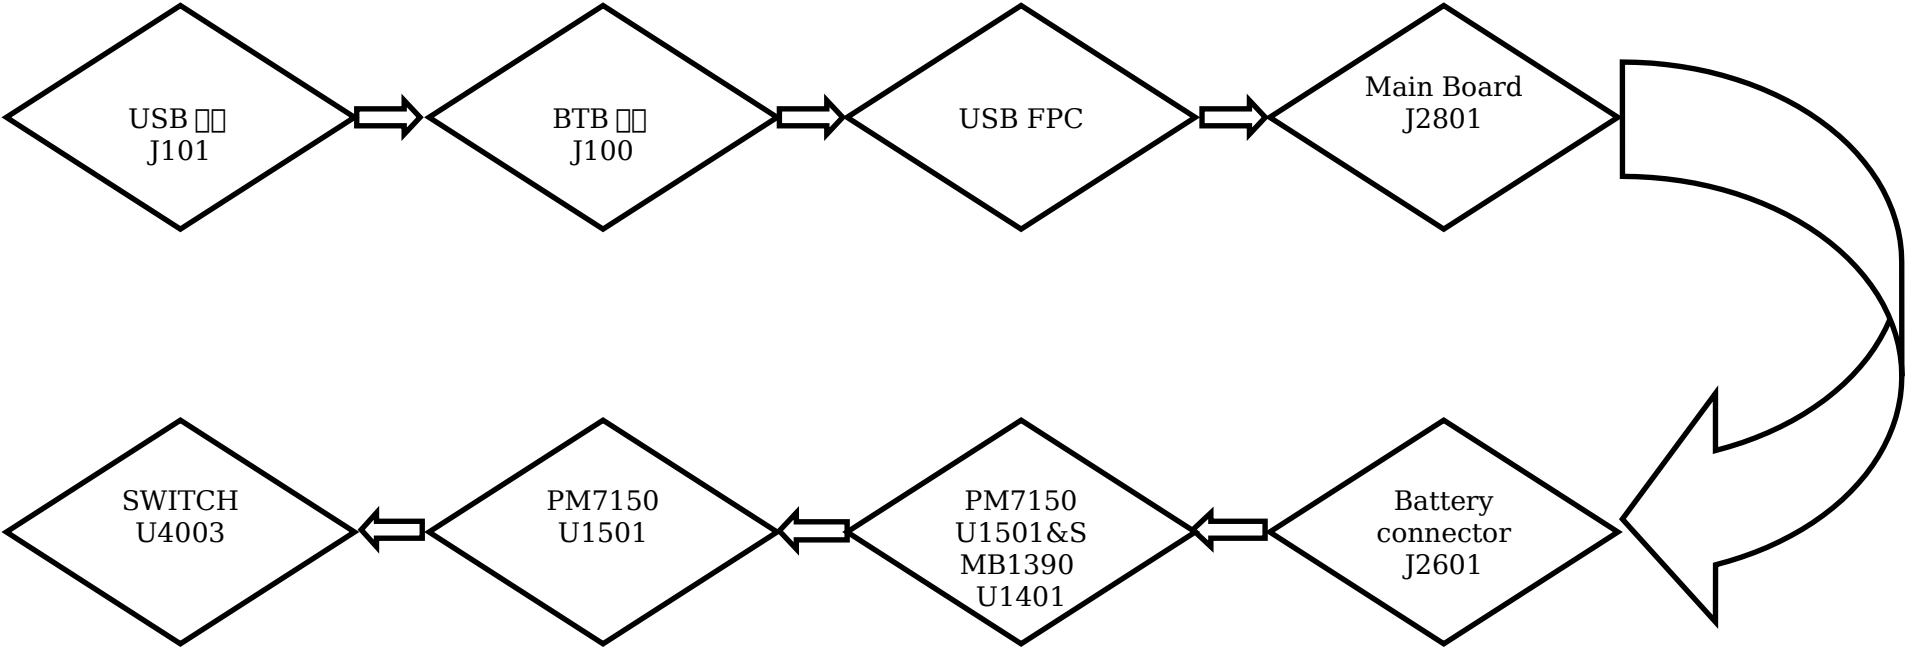 USB
J101
BTB
J100
USB FPC
Main Board
J2801
SWITCH
U4003
PM7150
U1501
PM7150
U1501&S
MB1390
U1401
Battery
connector
J2601